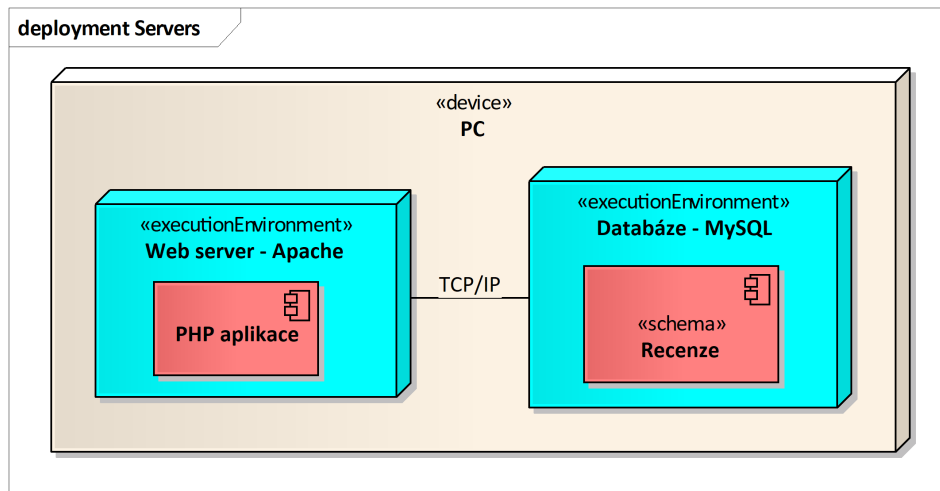 deployment Servers
«device»
PC
«executionEnvironment»
Web server - Apache
PHP aplikace
TCP/IP
«executionEnvironment»
Databáze - MySQL
«schema»
Recenze